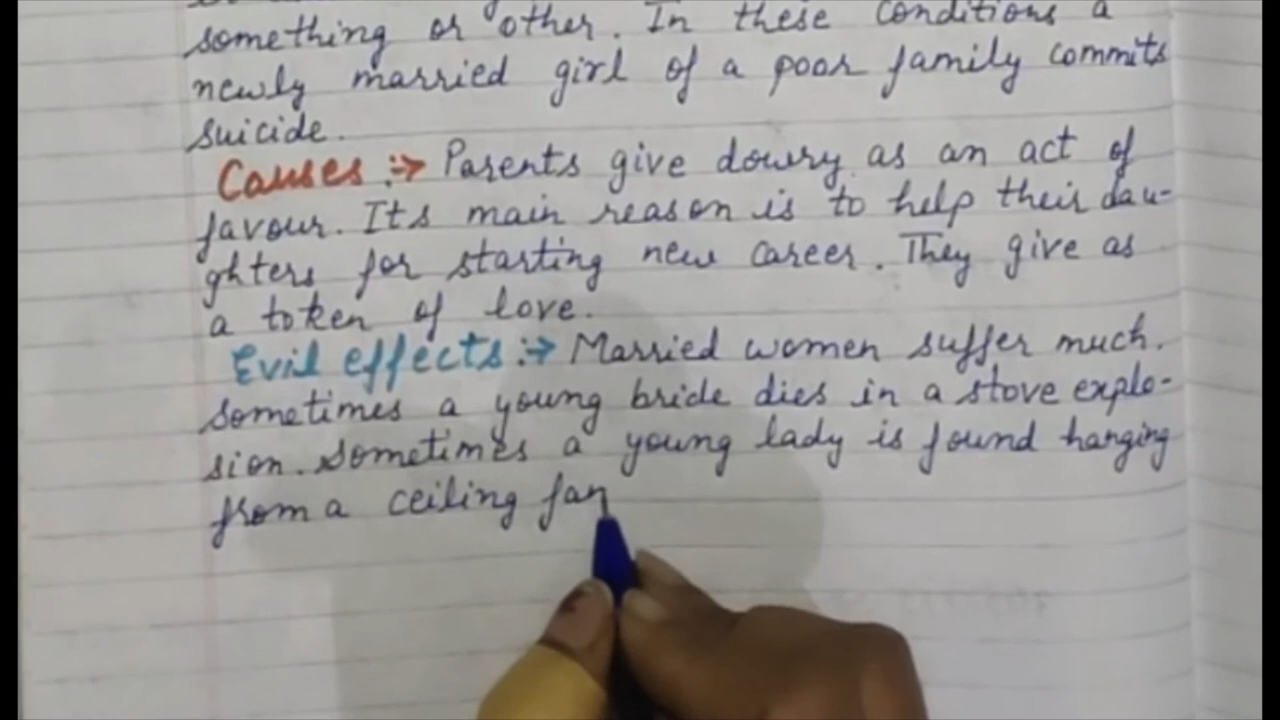 something or other. In these conditions a
newly married girl of a poor family commits
suicide.
Causes :→ Parents give dowry as an act of
favour. Its main reason is to help their dau-
ghters for starting new career. They give as
a token of love.
Evil effects :→ Married women suffer much.
sometimes a young bride dies in a stove explo-
sion. sometimes a young lady is found hanging
from a ceiling fan